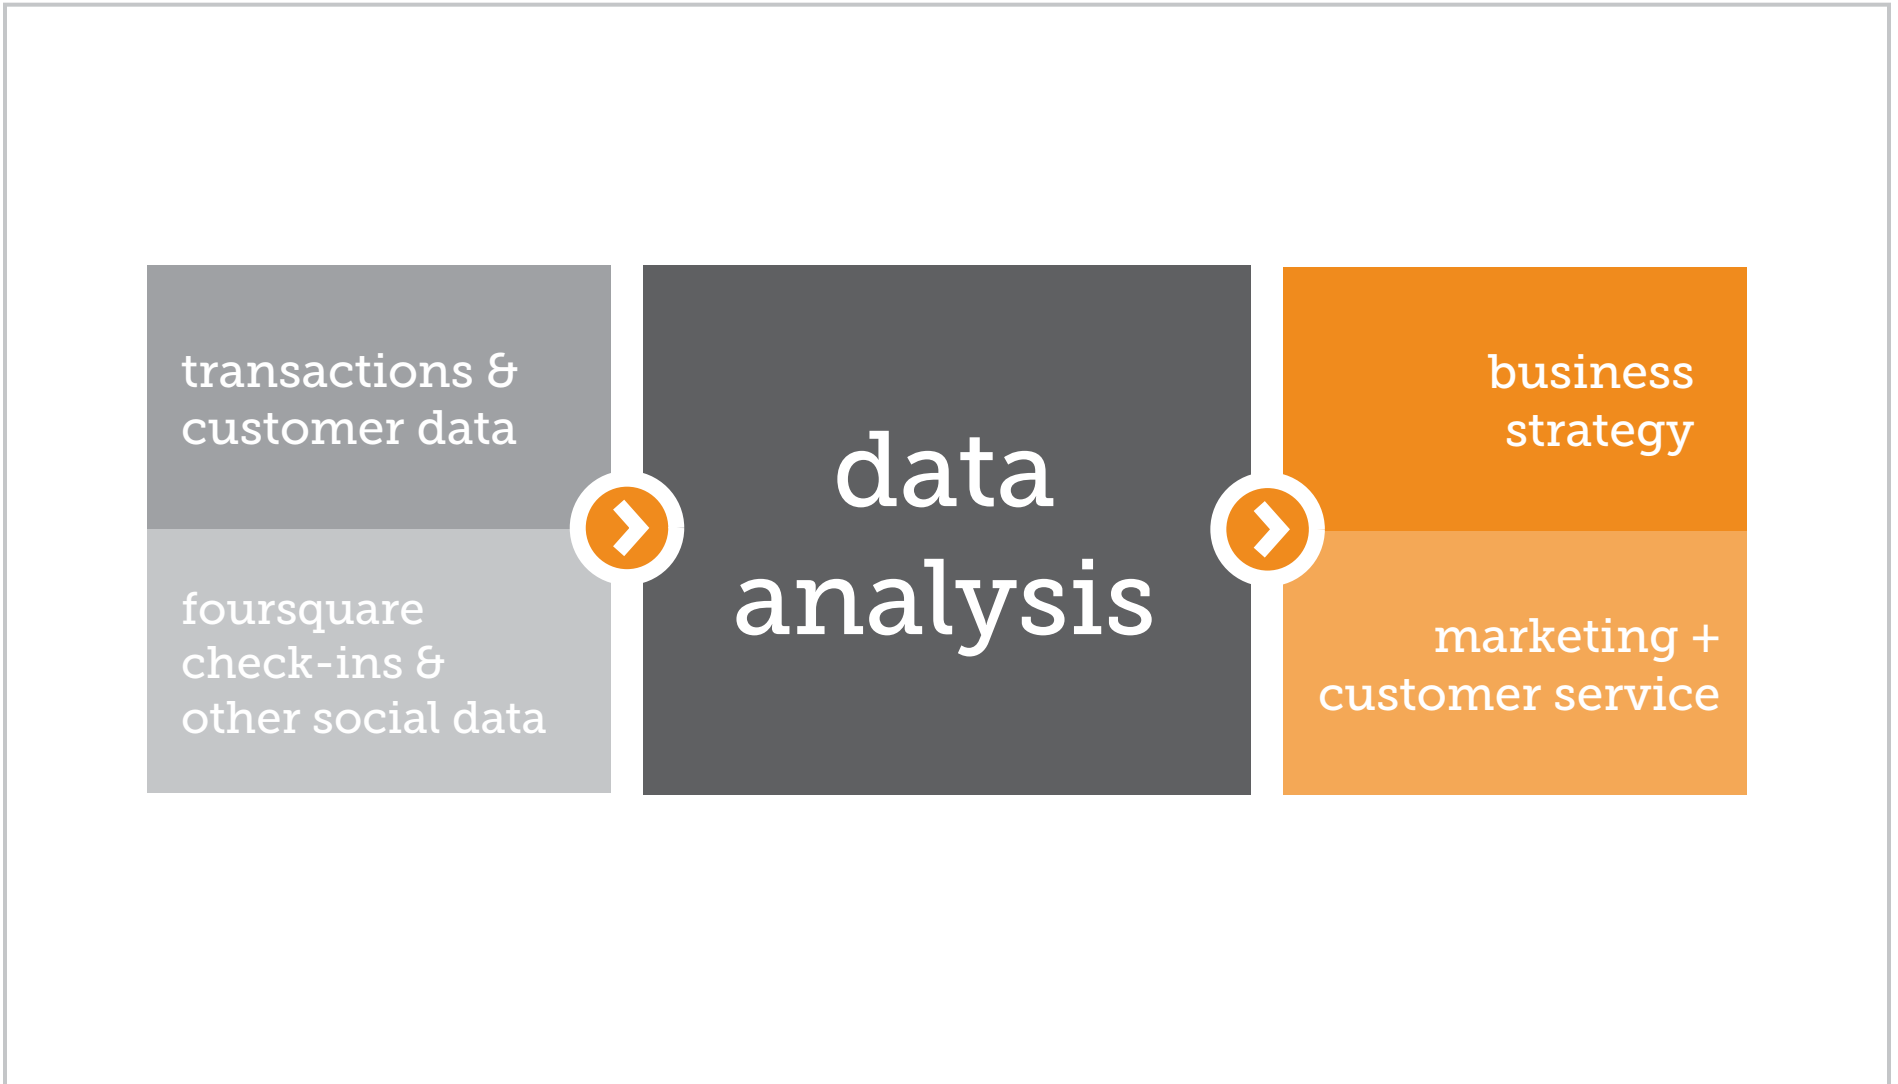 transactions &
customer data
foursquare
check-ins &
other social data
data
analysis
business
strategy
marketing +
customer service